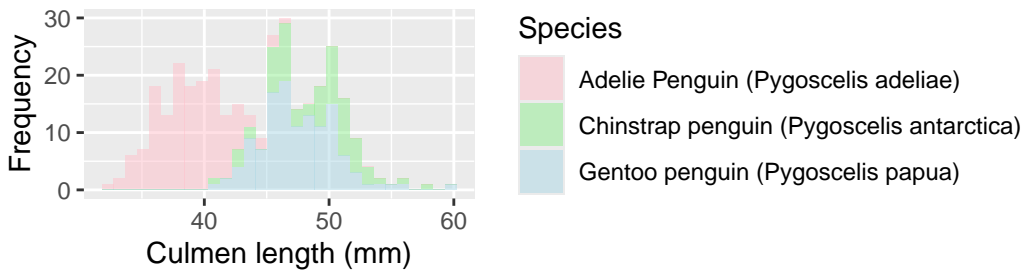 30
20
10
0
Frequency
40 50 60
Culmen length (mm)
Species
Adelie Penguin (Pygoscelis adeliae)
Chinstrap penguin (Pygoscelis antarctica)
Gentoo penguin (Pygoscelis papua)